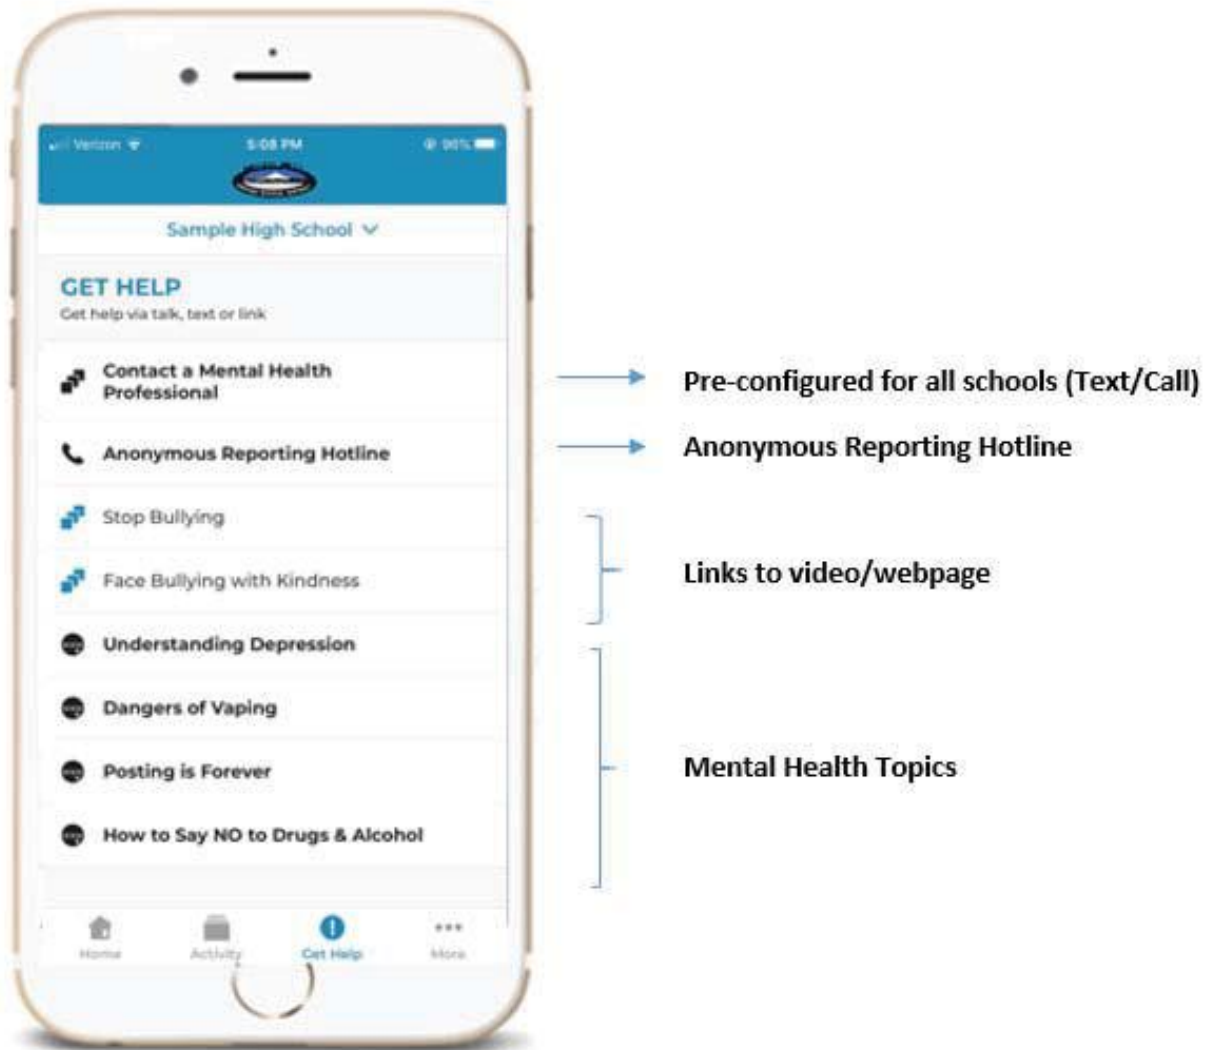 Verizon 5:08 PM 96%
Sample High School
GET HELP
Get help via talk, text or link
Contact a Mental Health
Professional
Pre-configured for all schools (Text/Call)
Anonymous Reporting Hotline
Anonymous Reporting Hotline
Stop Bullying
Face Bullying with Kindness
Links to video/webpage
Understanding Depression
Dangers of Vaping
Posting is Forever
Mental Health Topics
How to Say NO to Drugs & Alcohol
Home Activity Get Help More